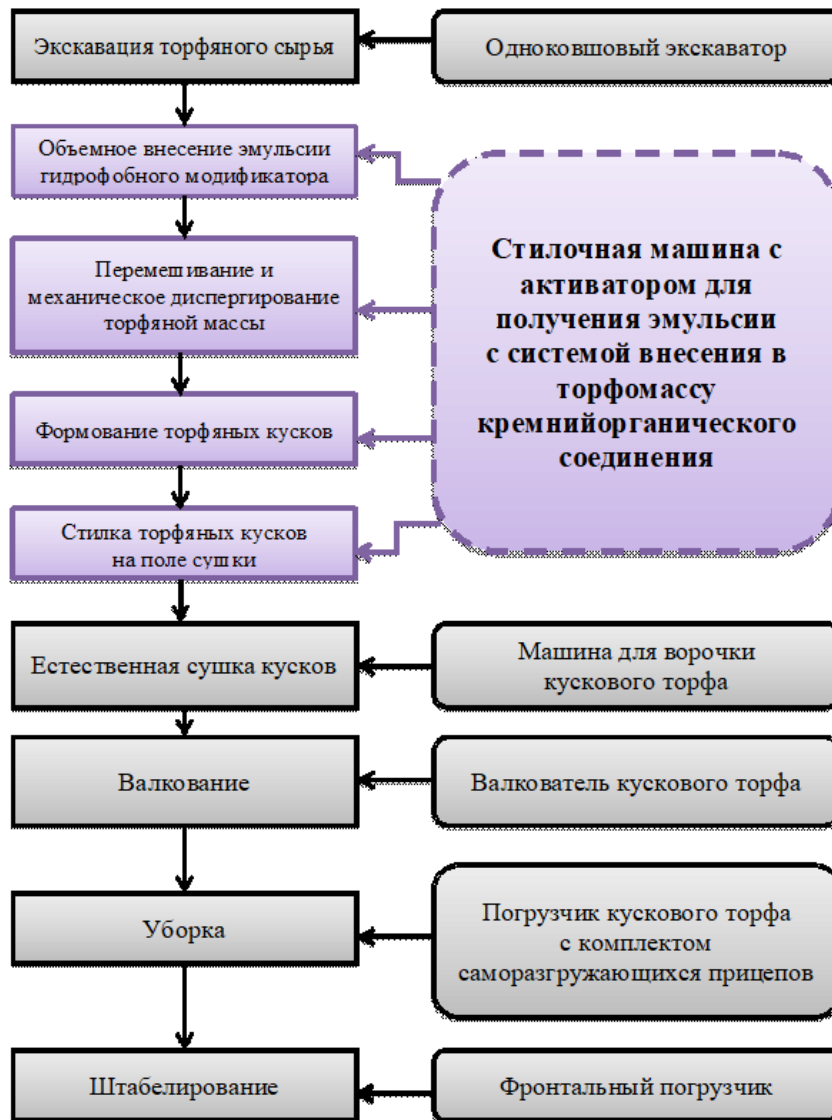 Экскавация торфяного сырья
Одноковшовый экскаватор
Объемное внесение эмульсии
гидрофобного модификатора
Перемешивание и
механическое диспергирование
торфяной массы
Формование торфяных кусков
Стилка торфяных кусков
на поле сушки
Стилочная машина с
активатором для
получения эмульсии
с системой внесения в
торфомассу
кремнийорганического
соединения
Естественная сушка кусков
Машина для ворочки
кускового торфа
Валкование
Валкователь кускового торфа
Уборка
Погрузчик кускового торфа
с комплектом
саморазгружающихся прицепов
Штабелирование
Фронтальный погрузчик